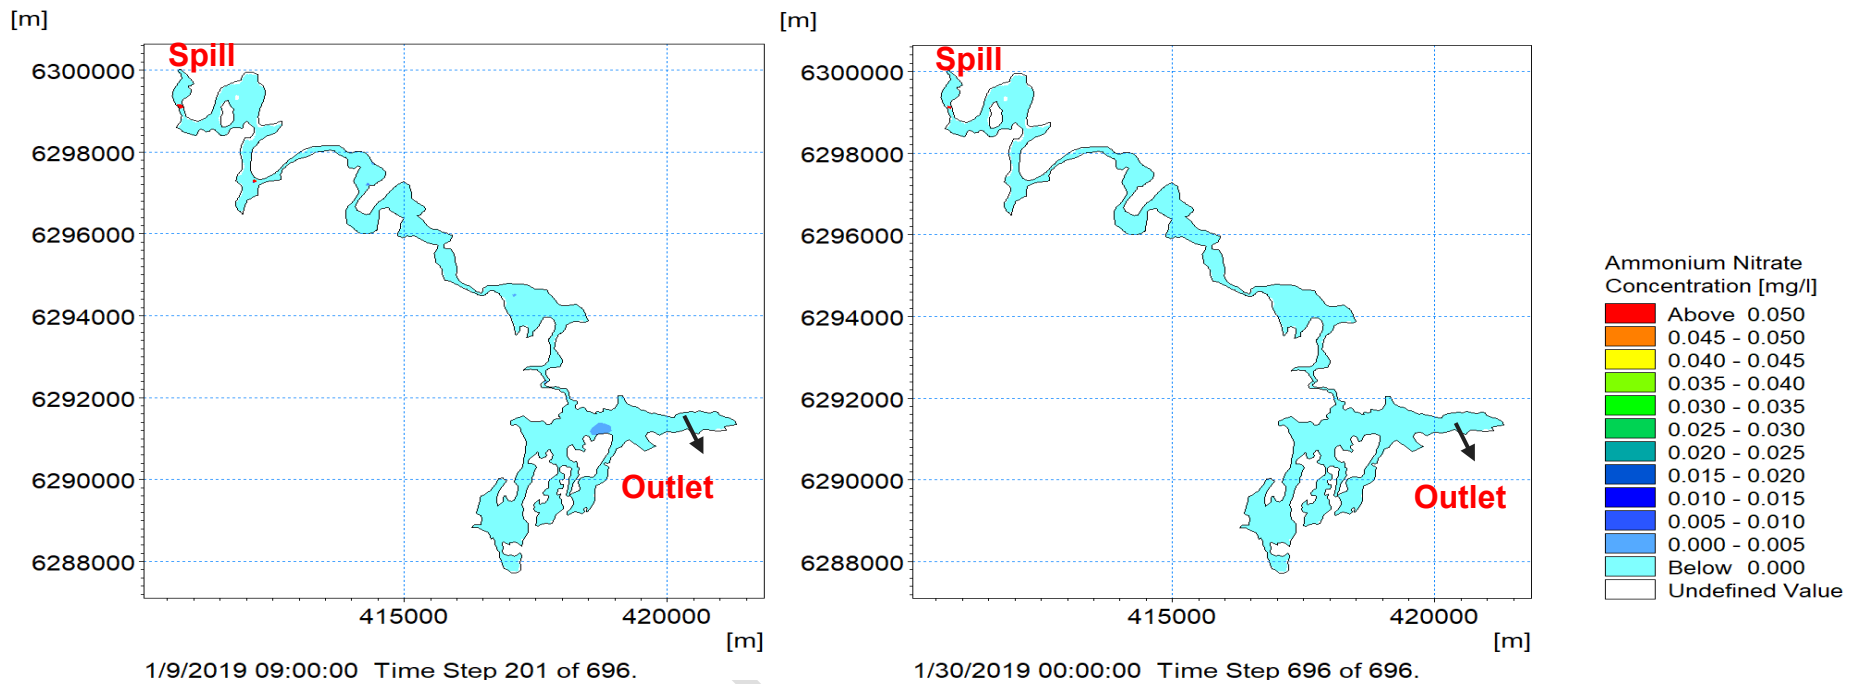 [m]
Spill
6300000
6298000
6296000
6294000
6292000
6290000
6288000
Outlet
415000
420000
[m]
1/9/2019 09:00:00 Time Step 201 of 696.
[m]
Spill
6300000
6298000
6296000
6294000
6292000
6290000
6288000
Outlet
415000
420000
[m]
1/30/2019 00:00:00 Time Step 696 of 696.
Ammonium Nitrate
Concentration [mg/l]
Above 0.050
0.045 - 0.050
0.040 - 0.045
0.035 - 0.040
0.030 - 0.035
0.025 - 0.030
0.020 - 0.025
0.015 - 0.020
0.010 - 0.015
0.005 - 0.010
0.000 - 0.005
Below 0.000
Undefined Value